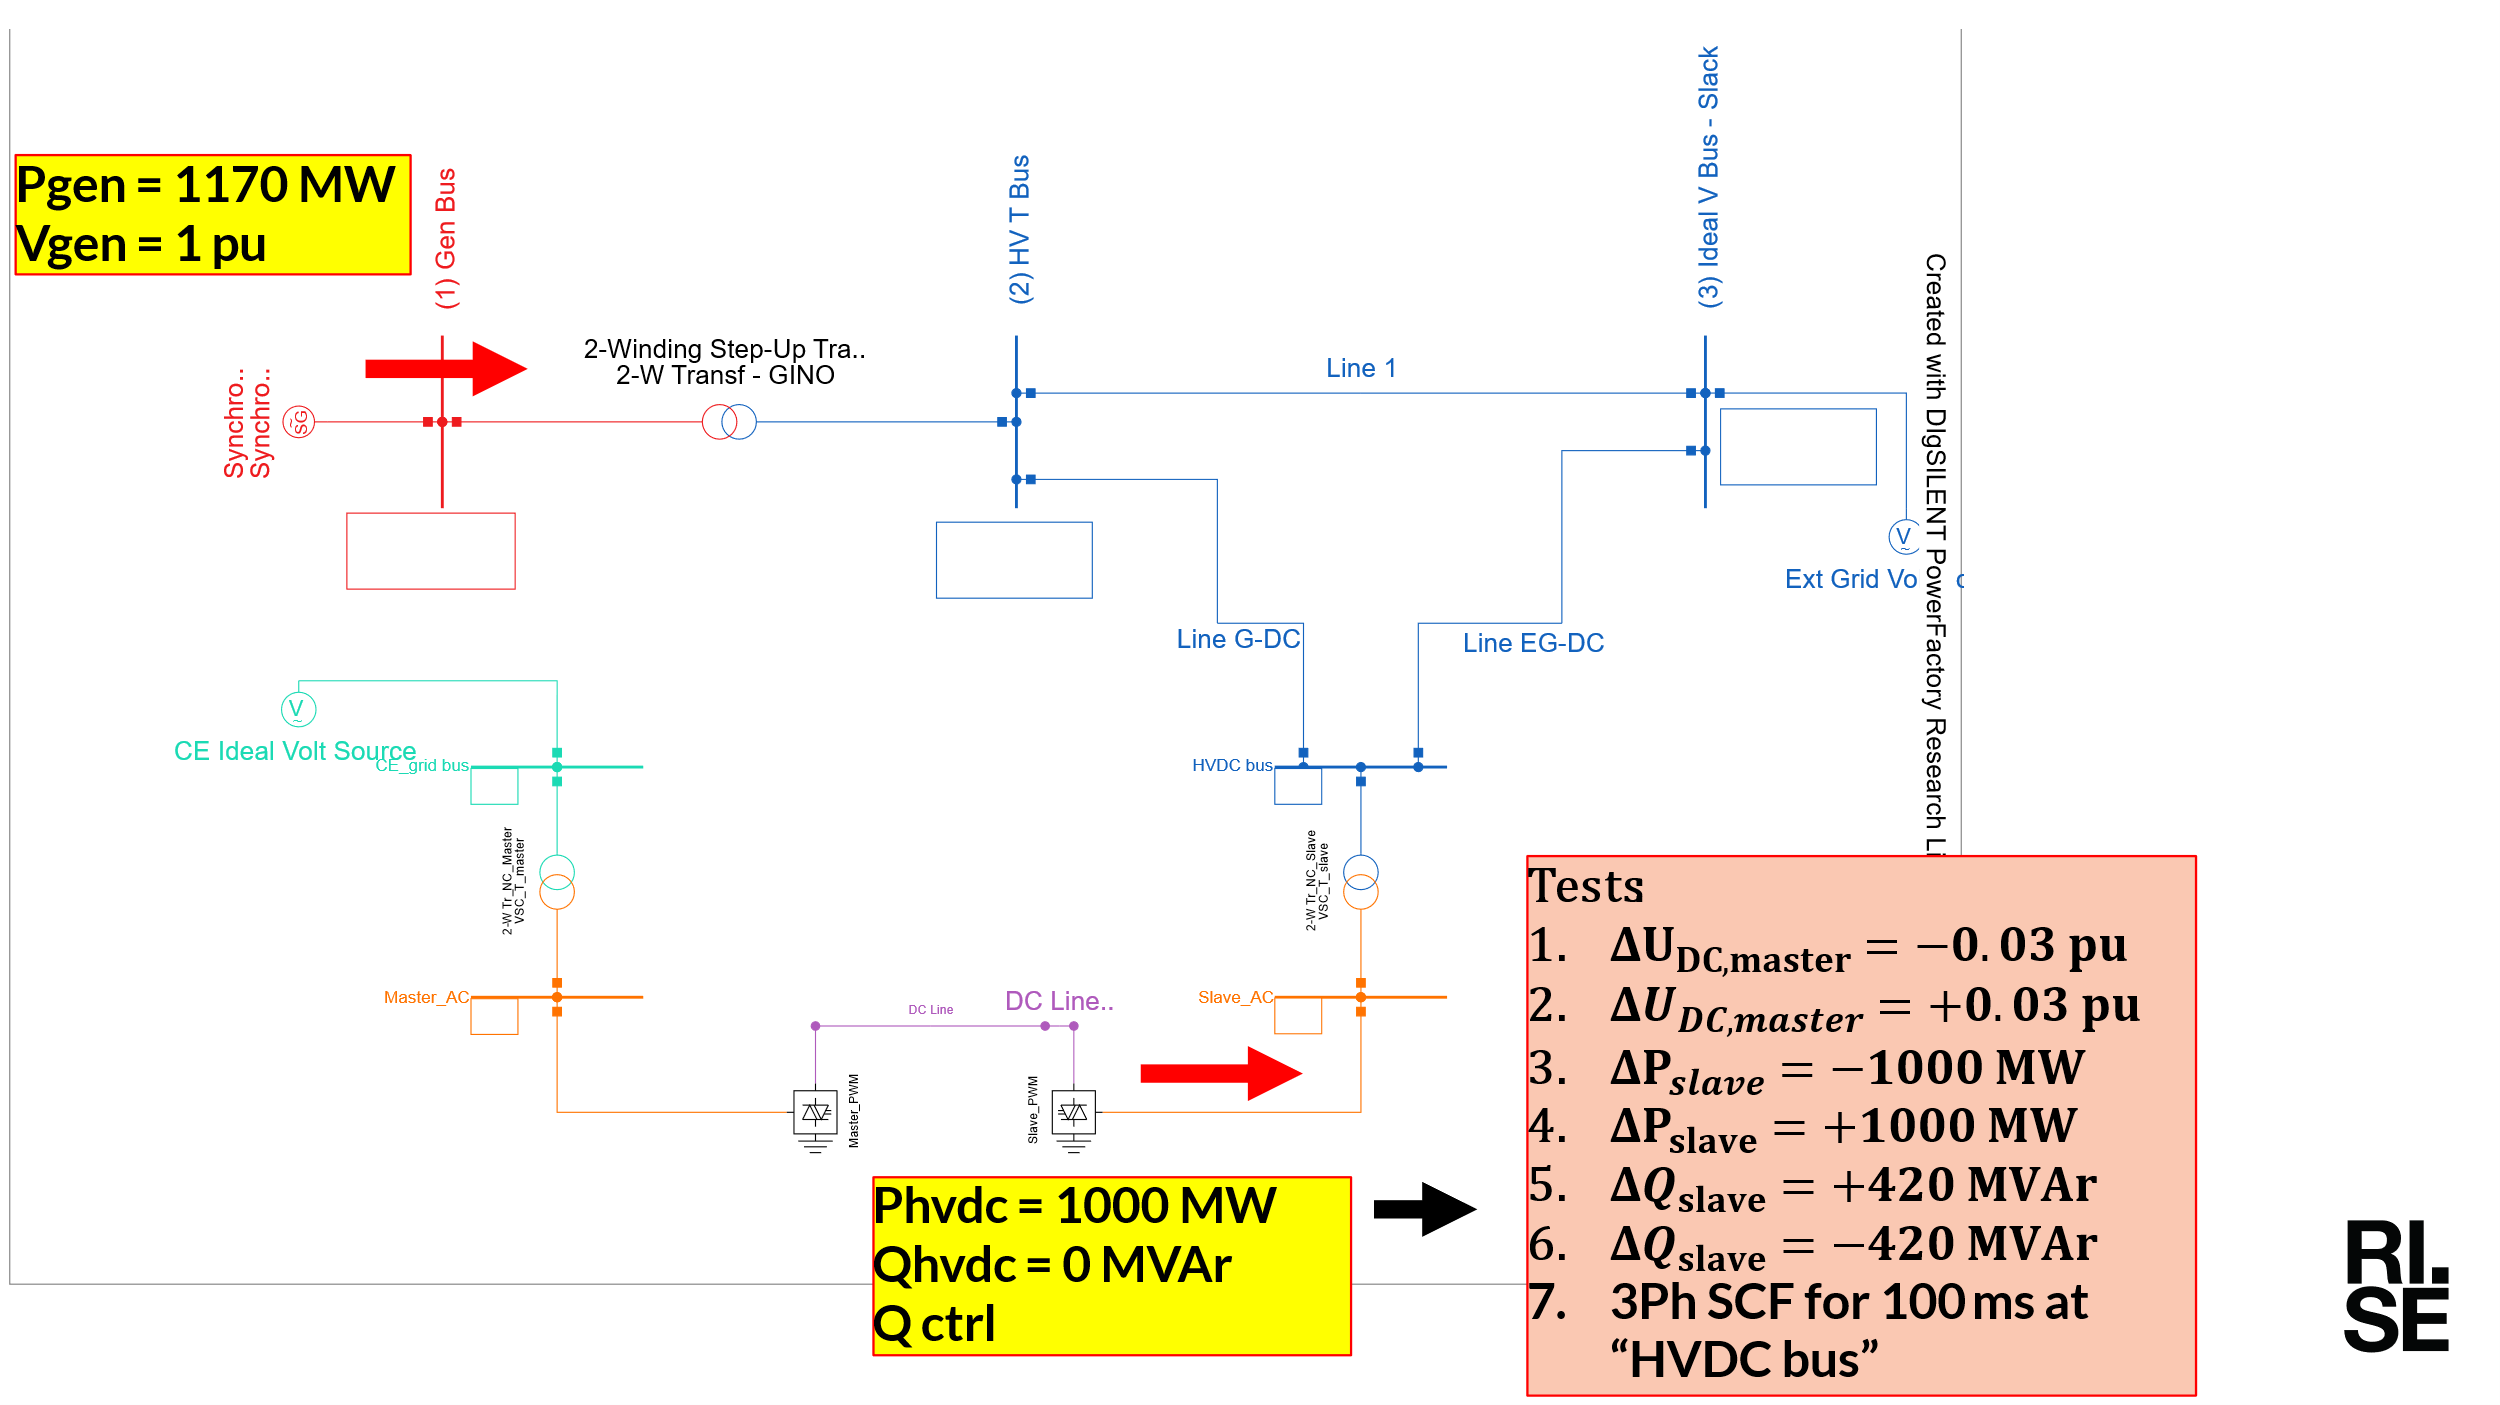 Pgen = 1170 MW
Vgen = 1 pu
(1) Gen Bus
(2) HV T Bus
(3) Ideal V Bus - Slack
Synchro..
Synchro..
SG
~
2-Winding Step-Up Tra..
2-W Transf - GINO
Line 1
V
~
Ext Grid Vo
Created with DIgSILENT PowerFactory Research Li
Line G-DC
Line EG-DC
V
~
CE Ideal Volt Source
CE_grid bus
HVDC bus
2-W Tr_NC_Master
VSC_T_master
2-W Tr_NC_Slave
VSC_T_slave
Master_AC
DC Line
DC Line..
Slave_AC
Master_PWM
Slave_PWM
Phvdc = 1000 MW
Qhvdc = 0 MVAr
Q ctrl
Tests
1. ΔU_DC,master = −0.03 pu
2. ΔU_DC,master = +0.03 pu
3. ΔP_slave = −1000 MW
4. ΔP_slave = +1000 MW
5. ΔQ_slave = +420 MVAr
6. ΔQ_slave = −420 MVAr
7. 3Ph SCF for 100 ms at
“HVDC bus”
RI.
SE